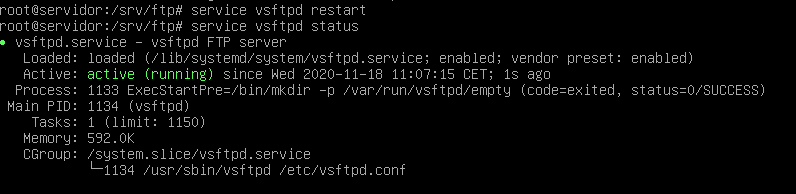 root@servidor:/srv/ftp# service vsftpd restart
root@servidor:/srv/ftp# service vsftpd status
● vsftpd.service – vsftpd FTP server
Loaded: loaded (/lib/systemd/system/vsftpd.service; enabled; vendor preset: enabled)
Active: active (running) since Wed 2020-11-18 11:07:15 CET; 1s ago
Process: 1133 ExecStartPre=/bin/mkdir -p /var/run/vsftpd/empty (code=exited, status=0/SUCCESS)
Main PID: 1134 (vsftpd)
Tasks: 1 (limit: 1150)
Memory: 592.0K
CGroup: /system.slice/vsftpd.service
└─1134 /usr/sbin/vsftpd /etc/vsftpd.conf